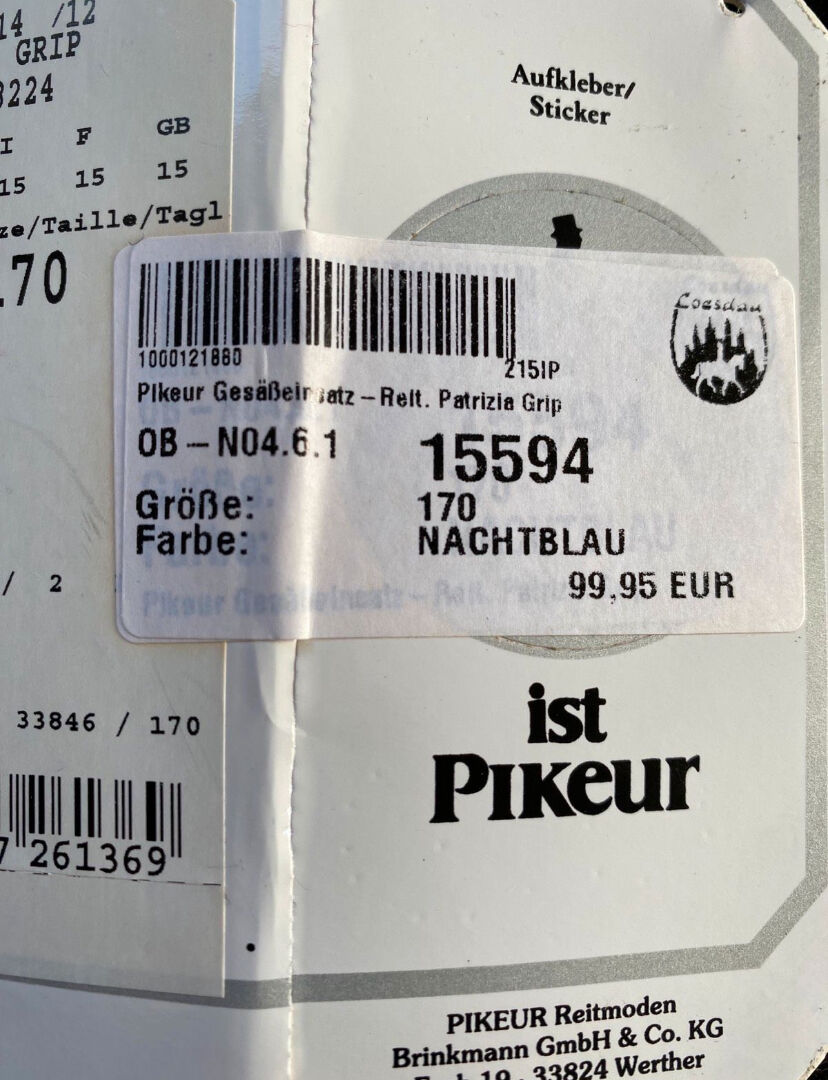 14 /12
GRIP
3224
I F GB
15 15 15
ze/Taille/Tagl
170
/ 2
33846 / 170
7 261369
Aufkleber/
Sticker
Coesdau
1000121880
215IP
Pikeur Gesäßeinsatz – Reit. Patrizia Grip
OB – N04.6.1 15594
Größe: 170
Farbe: NACHTBLAU
99,95 EUR
ist
PIKEUR
PIKEUR Reitmoden
Brinkmann GmbH & Co. KG
19 . 33824 Werther